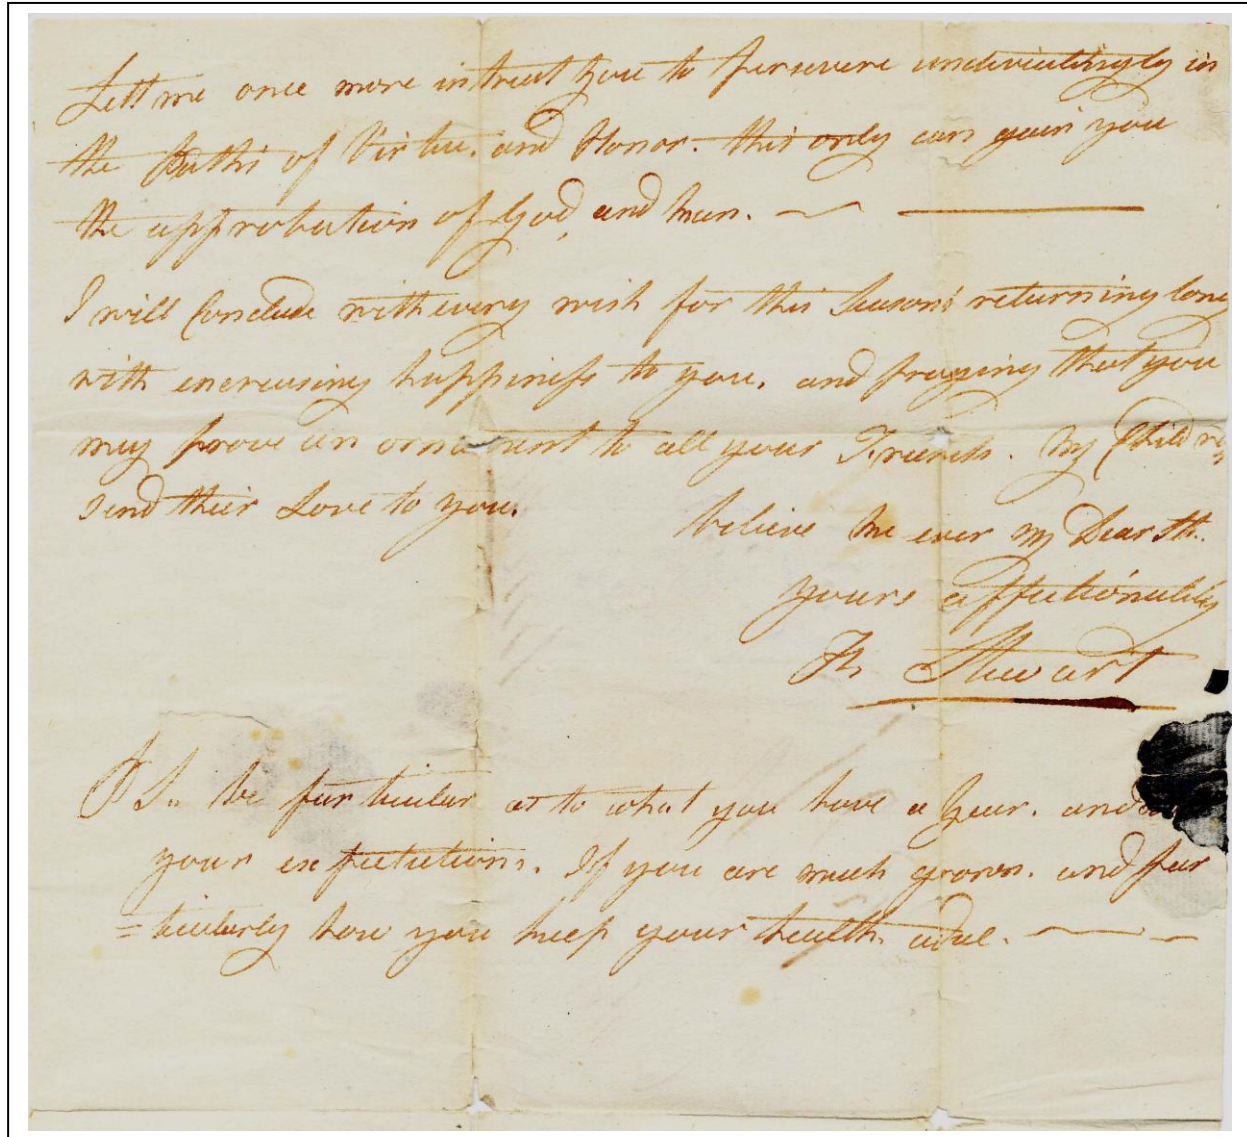 Lett me once more intreat you to persevere undeviatingly in
the Paths of Virtue, and Honor. this only can gain you
the approbation of God, and man.
I will Conclude with every wish for this Season's returning long
with encreasing happiness to you, and praying that you
may prove an ornament to all your Friends. My Children
send their Love to you.
believe me ever my Dear
yours affectionately
Stewart
PS.. be particular as to what you have a Year. and
your expectations. If you are much grown. and par
=ticularly how you keep your health. adue.